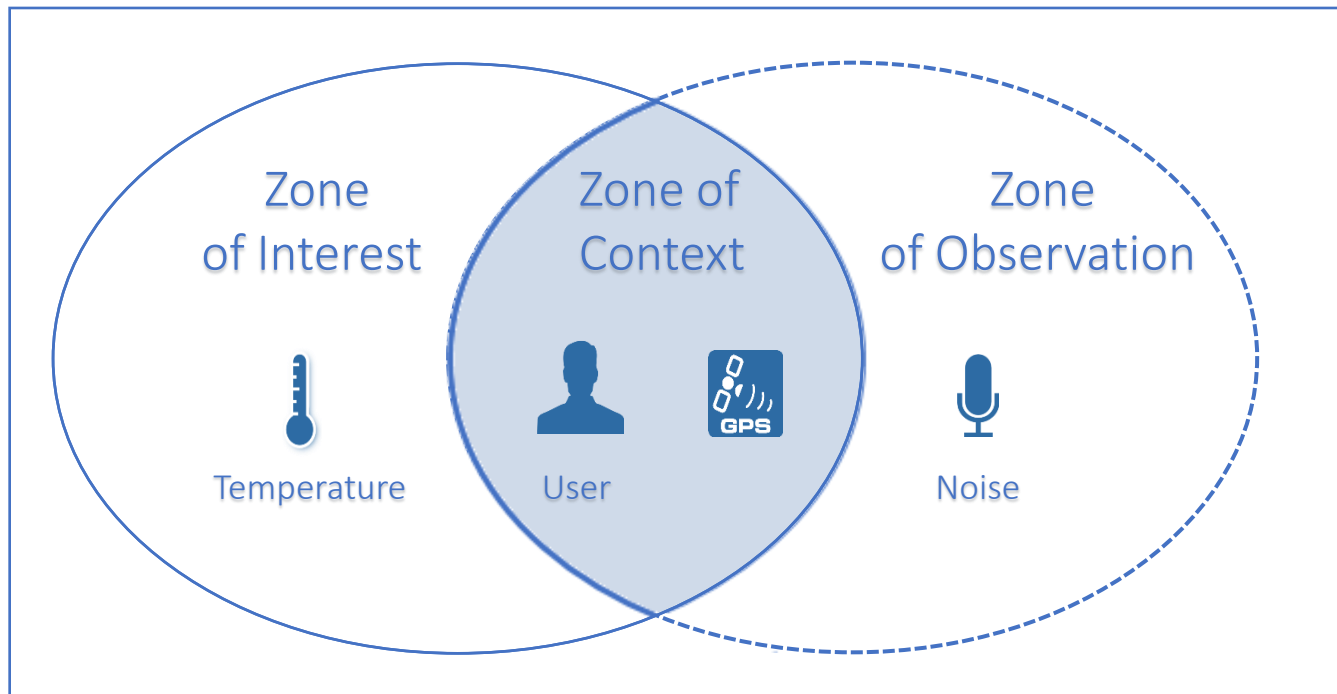 Zone
of Interest
Zone of
Context
Zone
of Observation
GPS
Temperature
User
Noise